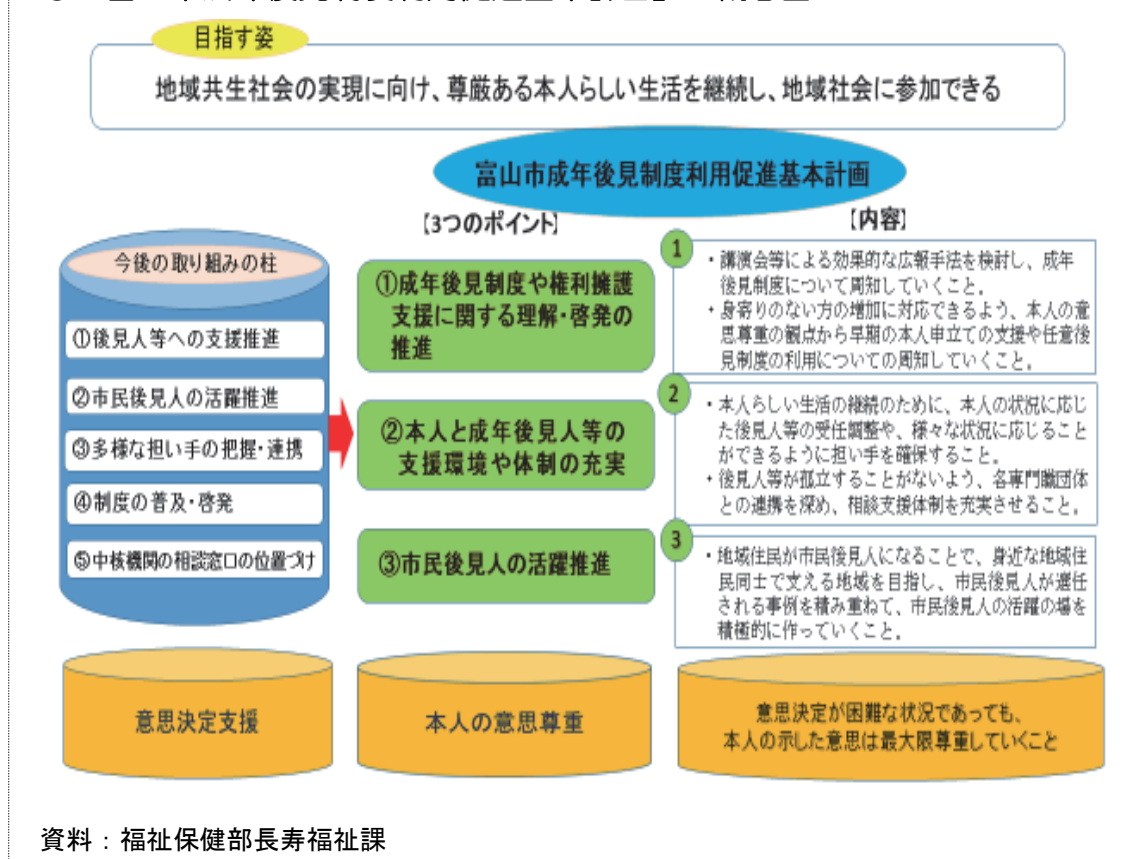 目指す姿
地域共生社会の実現に向け、尊厳ある本人らしい生活を継続し、地域社会に参加できる
富山市成年後見制度利用促進基本計画
【3つのポイント】
【内容】
今後の取り組みの柱
①後見人等への支援推進
②市民後見人の活躍推進
③多様な担い手の把握・連携
④制度の普及・啓発
⑤中核機関の相談窓口の位置づけ
①成年後見制度や権利擁護
支援に関する理解・啓発の
推進
②本人と成年後見人等の
支援環境や体制の充実
③市民後見人の活躍推進
1
・講演会等による効果的な広報手法を検討し、成年
後見制度について周知していくこと。
・身寄りのない方の増加に対応できるよう、本人の意
思尊重の観点から早期の本人申立ての支援や任意後
見制度の利用についての周知していくこと。
2
・本人らしい生活の継続のために、本人の状況に応じ
た後見人等の受任調整や、様々な状況に応じること
ができるように担い手を確保すること。
・後見人等が孤立することがないよう、各専門職団体
との連携を深め、相談支援体制を充実させること。
3
・地域住民が市民後見人になることで、身近な地域住
民同士で支える地域を目指し、市民後見人が選任
される事例を積み重ねて、市民後見人の活躍の場を
積極的に作っていくこと。
意思決定支援
本人の意思尊重
意思決定が困難な状況であっても、
本人の示した意思は最大限尊重していくこと
資料：福祉保健部長寿福祉課